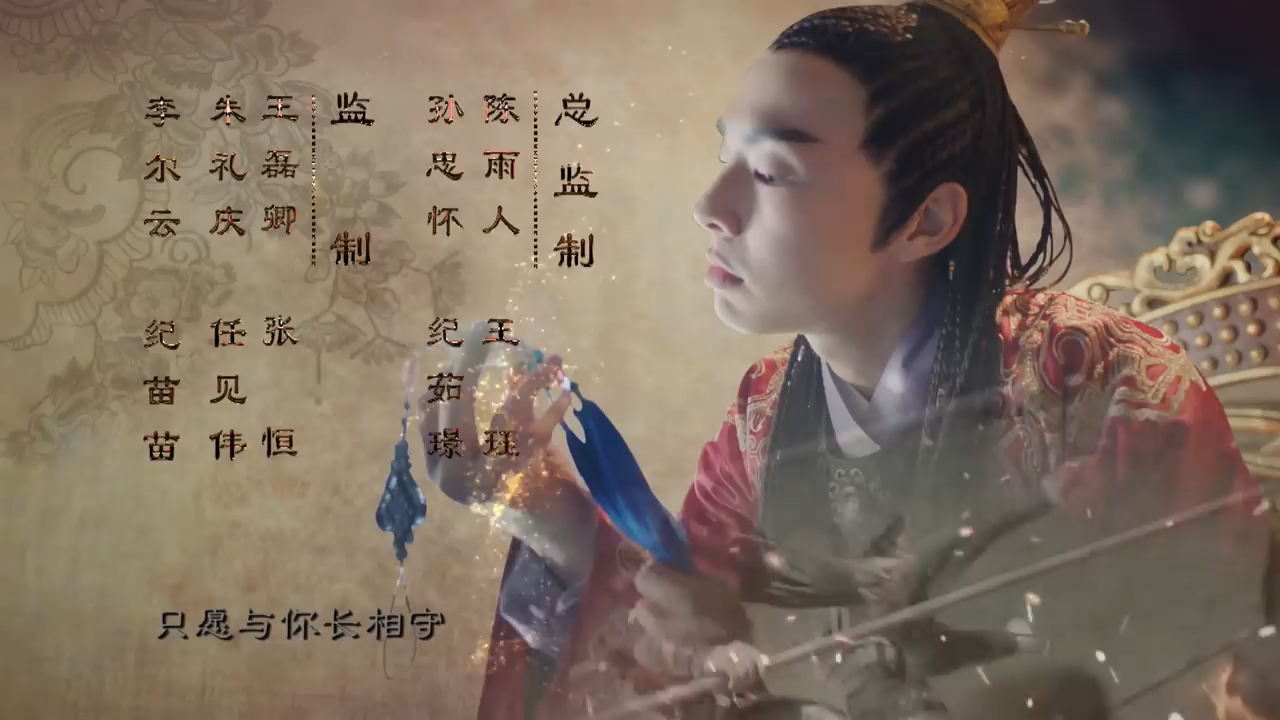 总监制
陈雨人
孙忠怀
王珏
纪茹璟
监制
王磊卿
朱礼庆
李尔云
张恒
任见伟
纪苗苗
只愿与你长相守